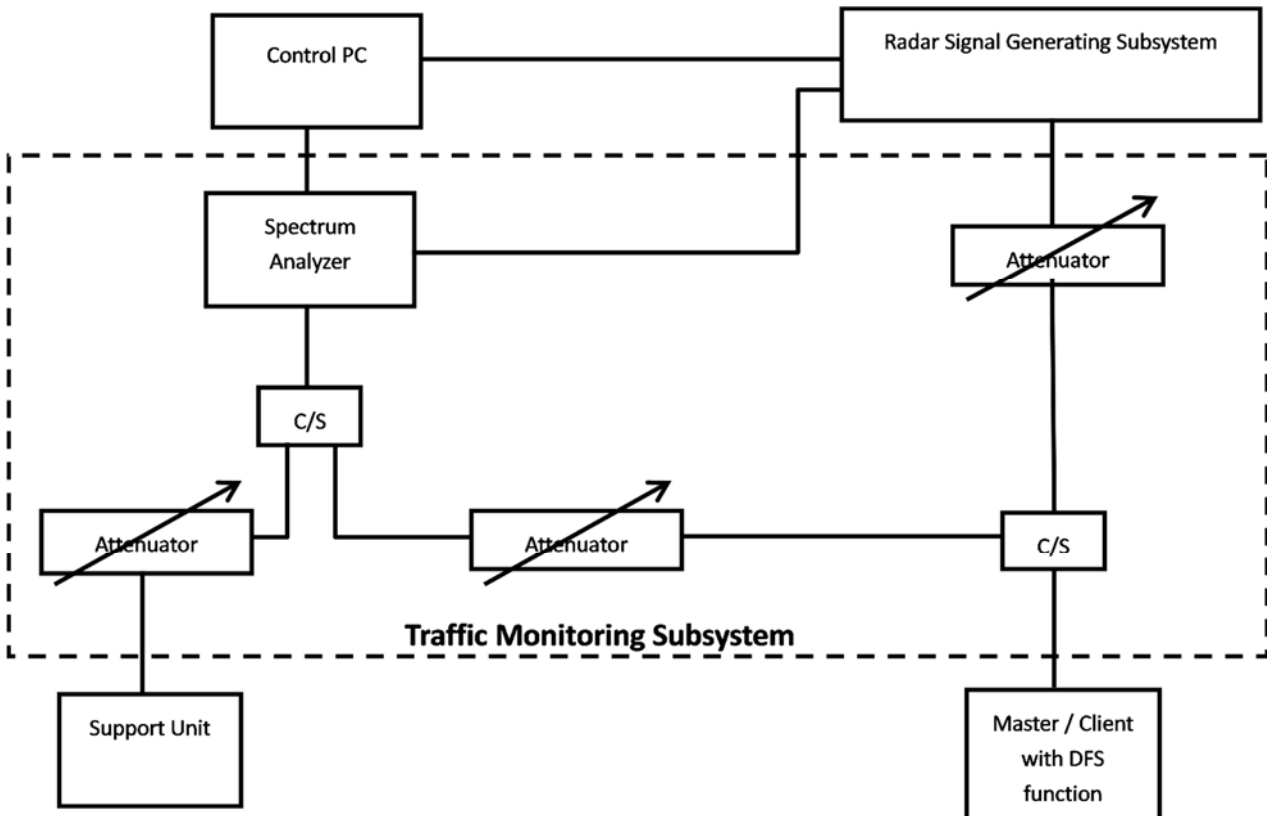 Control PC
Radar Signal Generating Subsystem
Spectrum
Analyzer
Attenuator
C/S
Attenuator
Attenuator
C/S
Traffic Monitoring Subsystem
Support Unit
Master / Client
with DFS
function